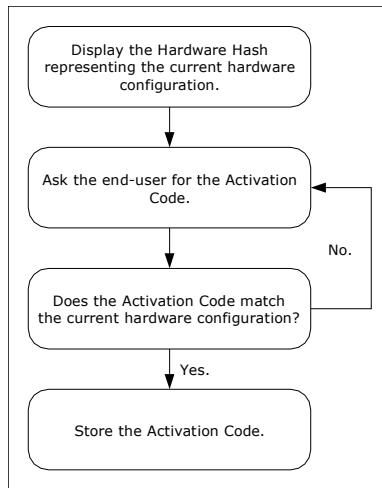 Display the Hardware Hash
representing the current hardware
configuration.
Ask the end-user for the Activation
Code.
No.
Does the Activation Code match
the current hardware configuration?
Yes.
Store the Activation Code.